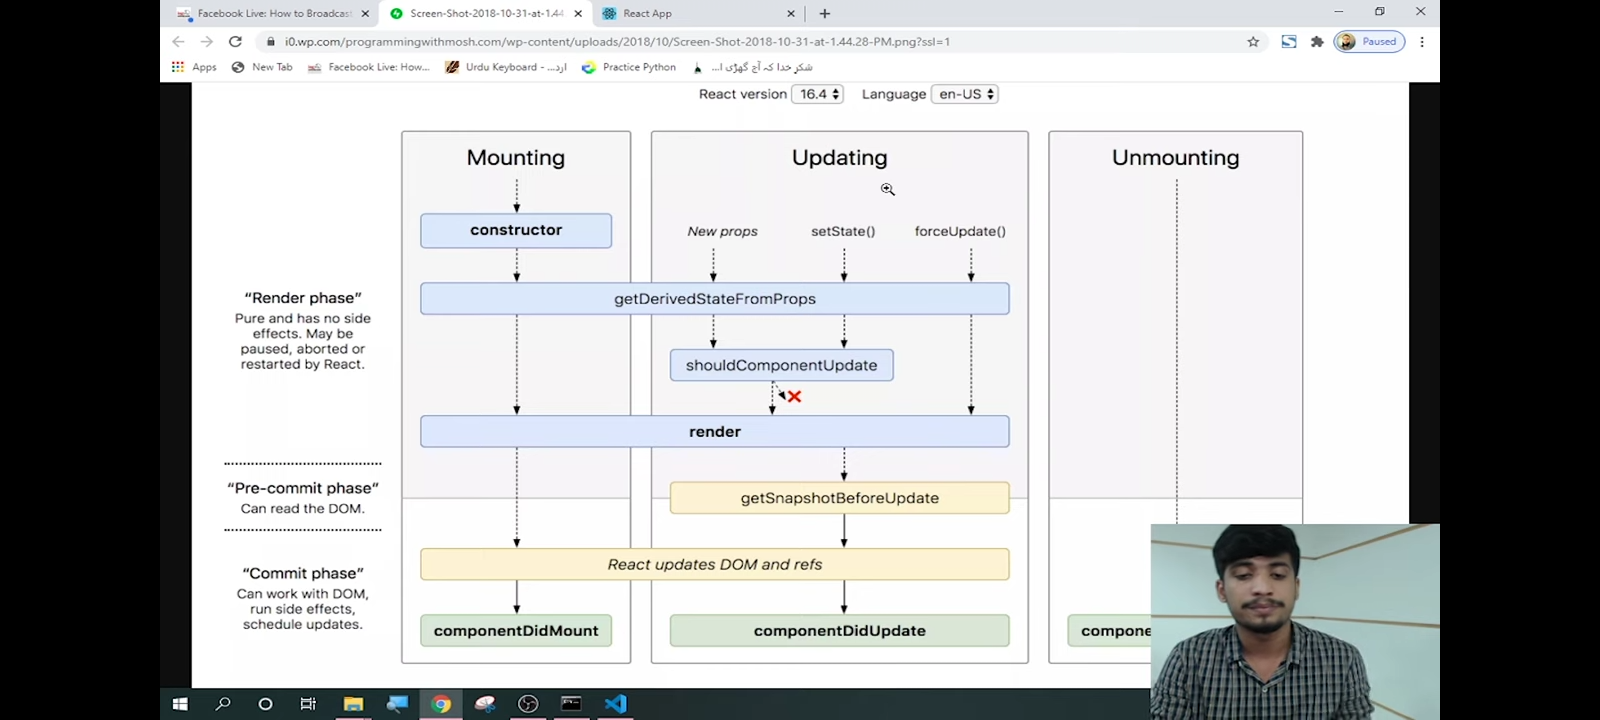 Facebook Live: How to Broadcast
Screen-Shot-2018-10-31-at-1.44
React App
i0.wp.com/programmingwithmosh.com/wp-content/uploads/2018/10/Screen-Shot-2018-10-31-at-1.44.28-PM.png?ssl=1
Paused
Apps
New Tab
Facebook Live: How...
Urdu Keyboard - ...ارد
Practice Python
شکر خدا کہ آج گھڑی ا...
React version 16.4 Language en-US
Mounting
Updating
Unmounting
constructor
New props
setState()
forceUpdate()
"Render phase"
Pure and has no side
effects. May be
paused, aborted or
restarted by React.
getDerivedStateFromProps
shouldComponentUpdate
render
"Pre-commit phase"
Can read the DOM.
getSnapshotBeforeUpdate
React updates DOM and refs
"Commit phase"
Can work with DOM,
run side effects,
schedule updates.
componentDidMount
componentDidUpdate
compone